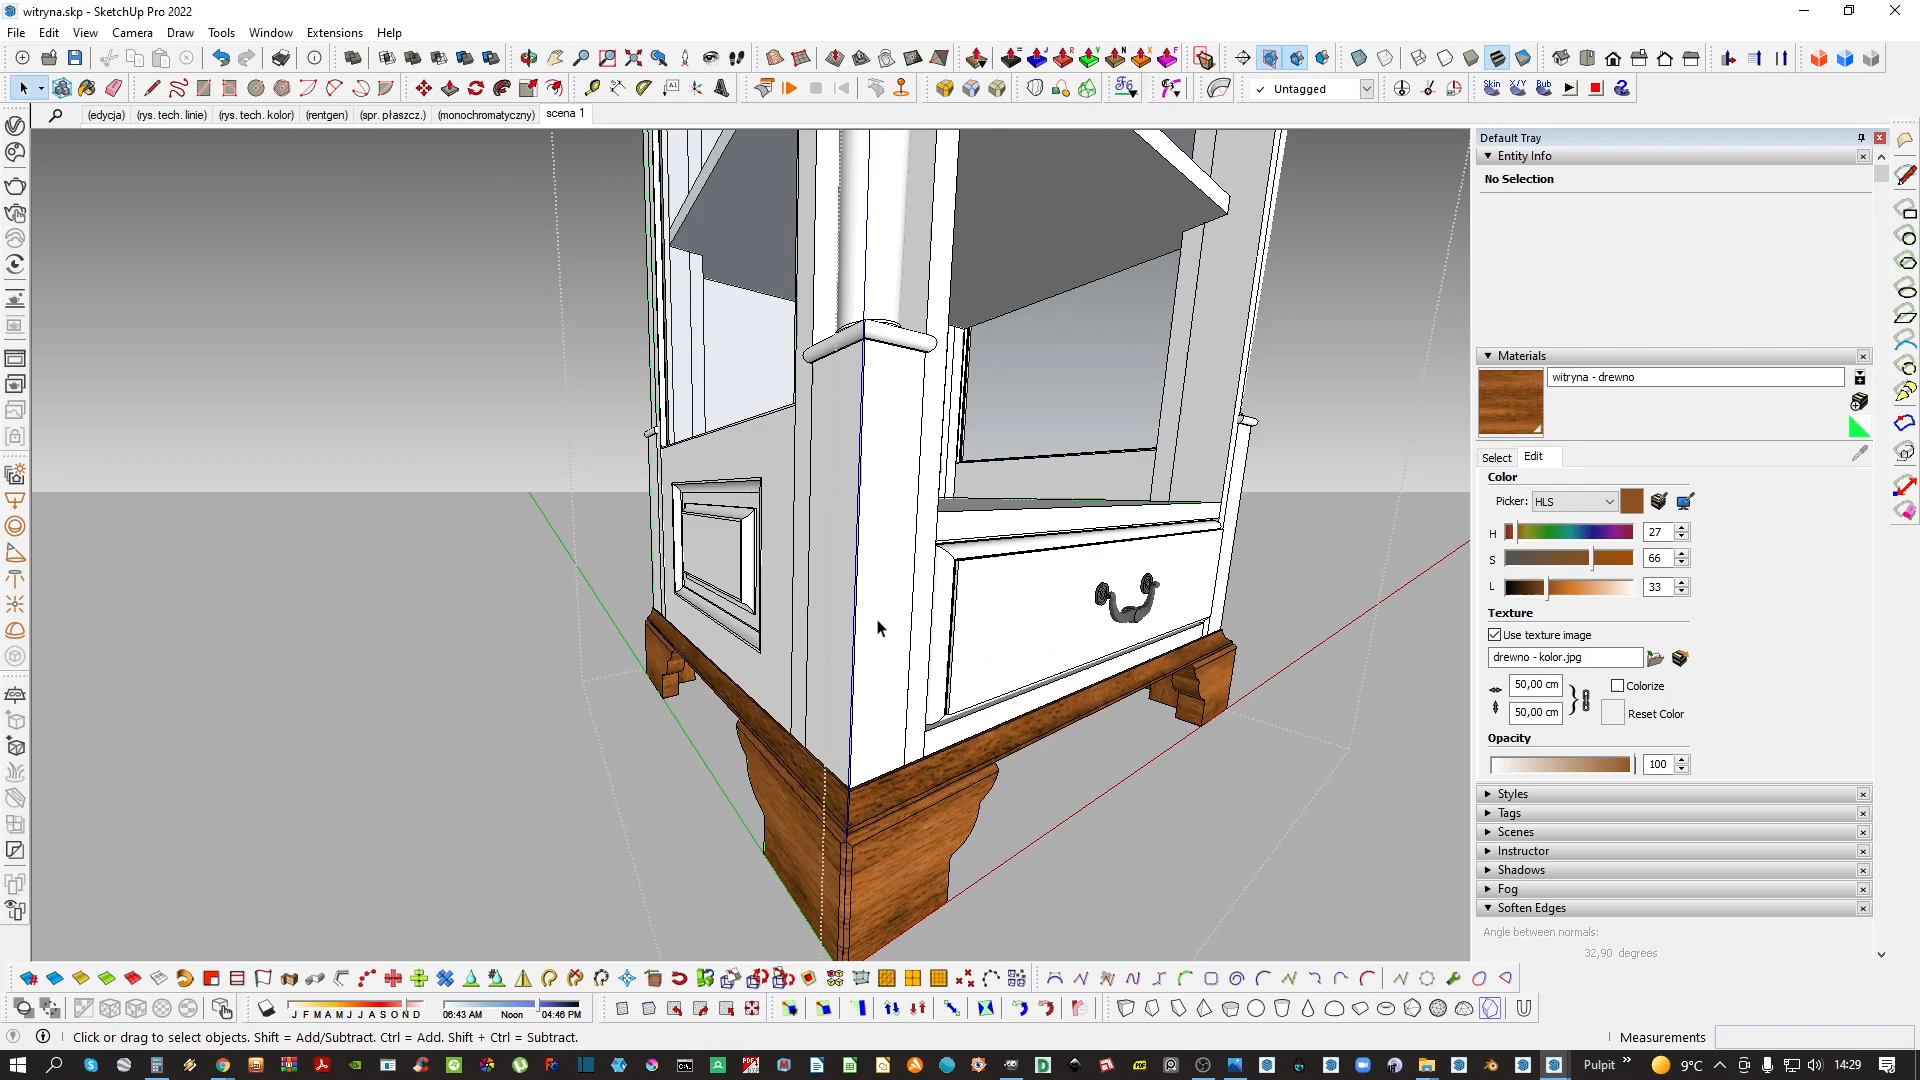 witryna.skp - SketchUp Pro 2022
File Edit View Camera Draw Tools Window Extensions Help
Untagged
Skin X/Y Bub
(edycja) (rys. tech. linie) (rys. tech. kolor) (rentgen) (spr. płaszcz.) (monochromatyczny) scena 1
Default Tray
Entity Info
No Selection
Materials
witryna - drewno
Select Edit
Color
Picker: HLS
H 27
S 66
L 33
Texture
Use texture image
drewno - kolor.jpg
50,00 cm Colorize
50,00 cm Reset Color
Opacity
100
Styles
Tags
Scenes
Instructor
Shadows
Fog
Soften Edges
Angle between normals:
32,90 degrees
J F M A M J J A S O N D 06:43 AM Noon 04:46 PM
Click or drag to select objects. Shift = Add/Subtract. Ctrl = Add. Shift + Ctrl = Subtract. Measurements
Pulpit 9°C 14:29